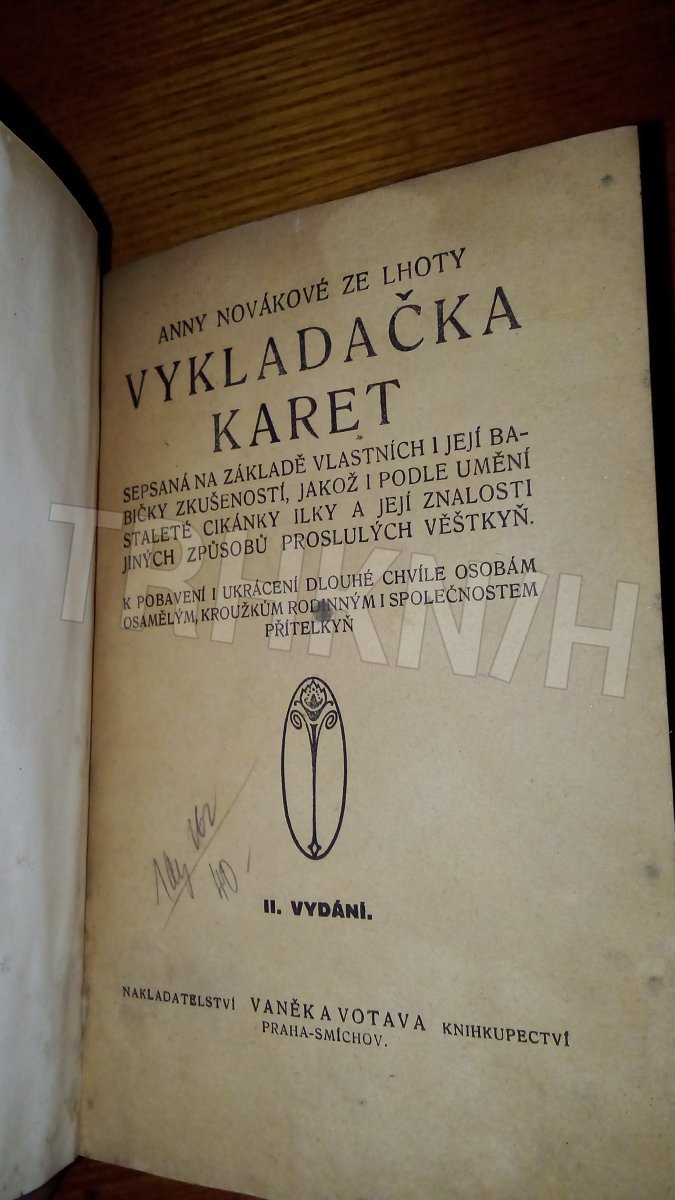 ANNY NOVÁKOVÉ ZE LHOTY
VYKLADAČKA
KARET
SEPSANÁ NA ZÁKLADĚ VLASTNÍCH I JEJÍ BA-
BIČKY ZKUŠENOSTÍ, JAKOŽ I PODLE UMĚNÍ
STALETÉ CIKÁNKY ILKY A JEJÍ ZNALOSTI
JINÝCH ZPŮSOBŮ PROSLULÝCH VĚŠTKYŇ.
K POBAVENÍ I UKRÁCENÍ DLOUHÉ CHVÍLE OSOBÁM
OSAMĚLÝM, KROUŽKŮM RODINNÝM I SPOLEČNOSTEM
PŘÍTELKYŇ
40-
II. VYDÁNÍ.
NAKLADATELSTVÍ VANĚK A VOTAVA KNIHKUPECTVÍ
PRAHA-SMÍCHOV.